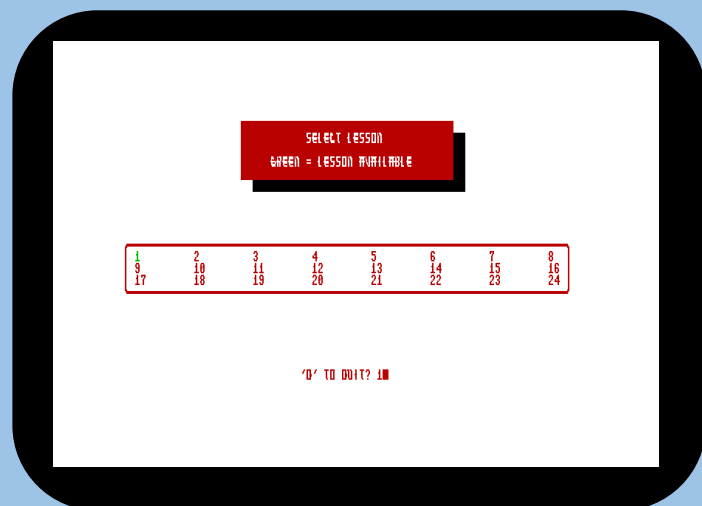 SELECT LESSON
GREEN = LESSON AVAILABLE
1 2 3 4 5 6 7 8
9 10 11 12 13 14 15 16
17 18 19 20 21 22 23 24
'Q' TO QUIT? 1